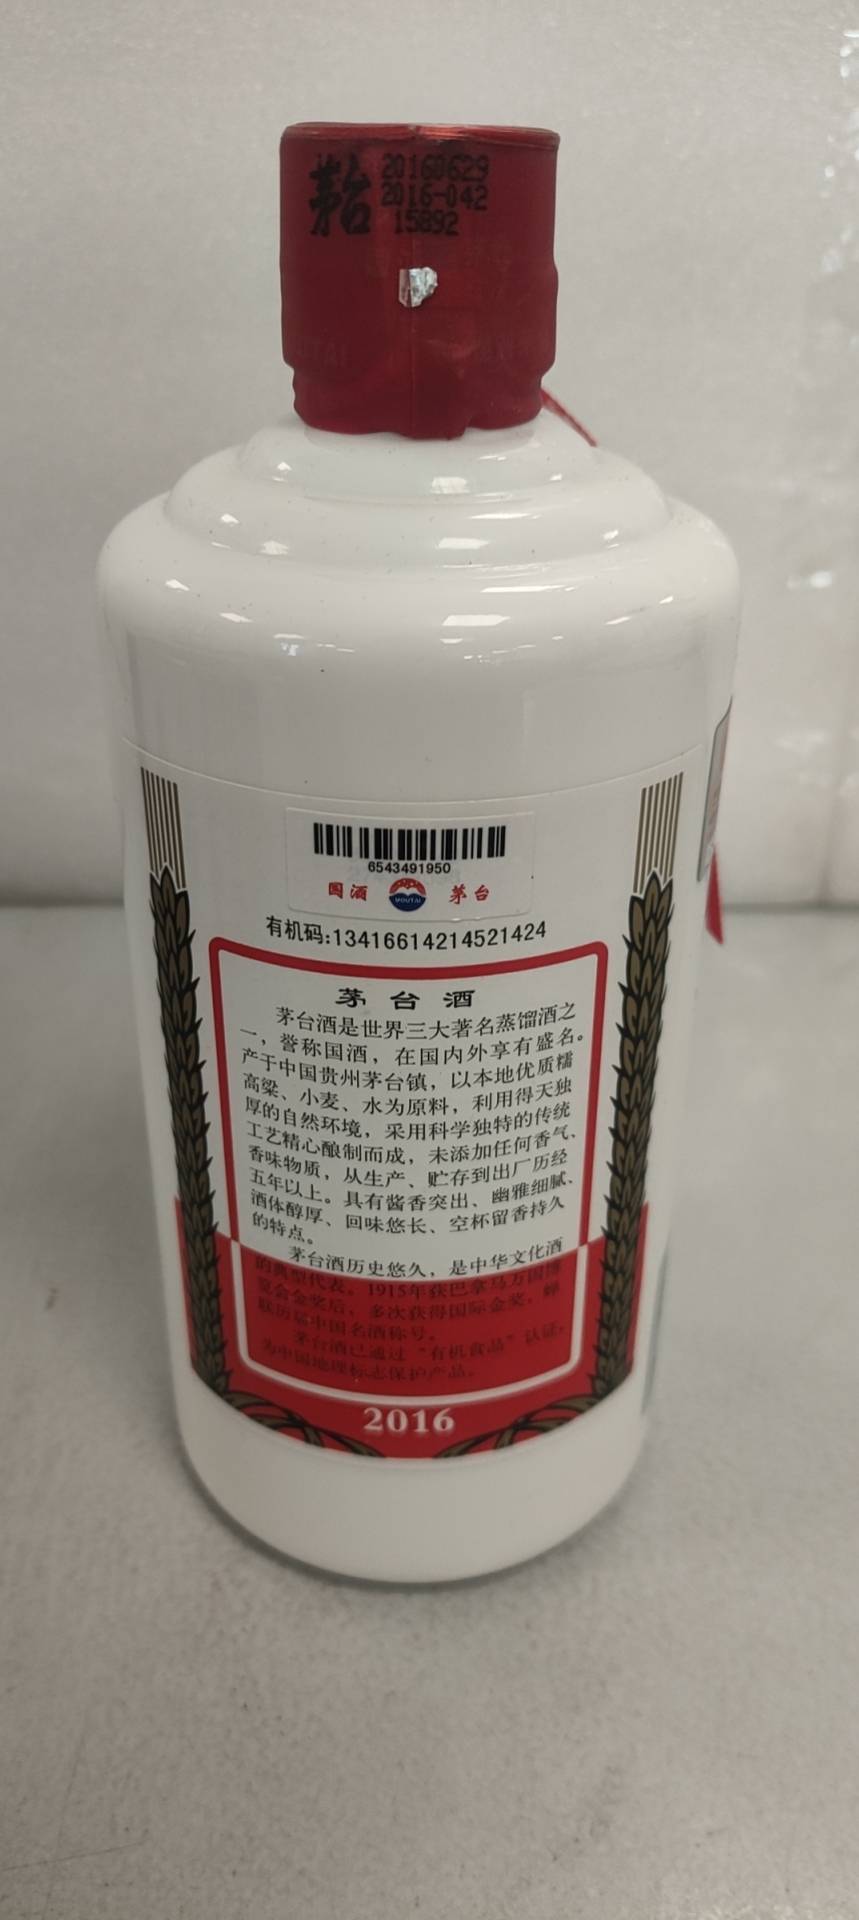 茅台
20160629
2016-042
15892
6543491950
国酒 MOUTAI 茅台
有机码:13416614214521424
茅台酒
茅台酒是世界三大著名蒸馏酒之
一，誉称国酒，在国内外享有盛名。
产于中国贵州茅台镇，以本地优质糯
高粱、小麦、水为原料，利用得天独
厚的自然环境，采用科学独特的传统
工艺精心酿制而成，未添加任何香气、
香味物质，从生产、贮存到出厂历经
五年以上。具有酱香突出、幽雅细腻、
酒体醇厚、回味悠长、空杯留香持久
的特点。
茅台酒历史悠久，是中华文化酒
的典型代表。1915年获巴拿马万国博
览会金奖后，多次获得国际金奖，蝉
联历届中国名酒称号。
茅台酒已通过“有机食品”认证，
为中国地理标志保护产品。
2016